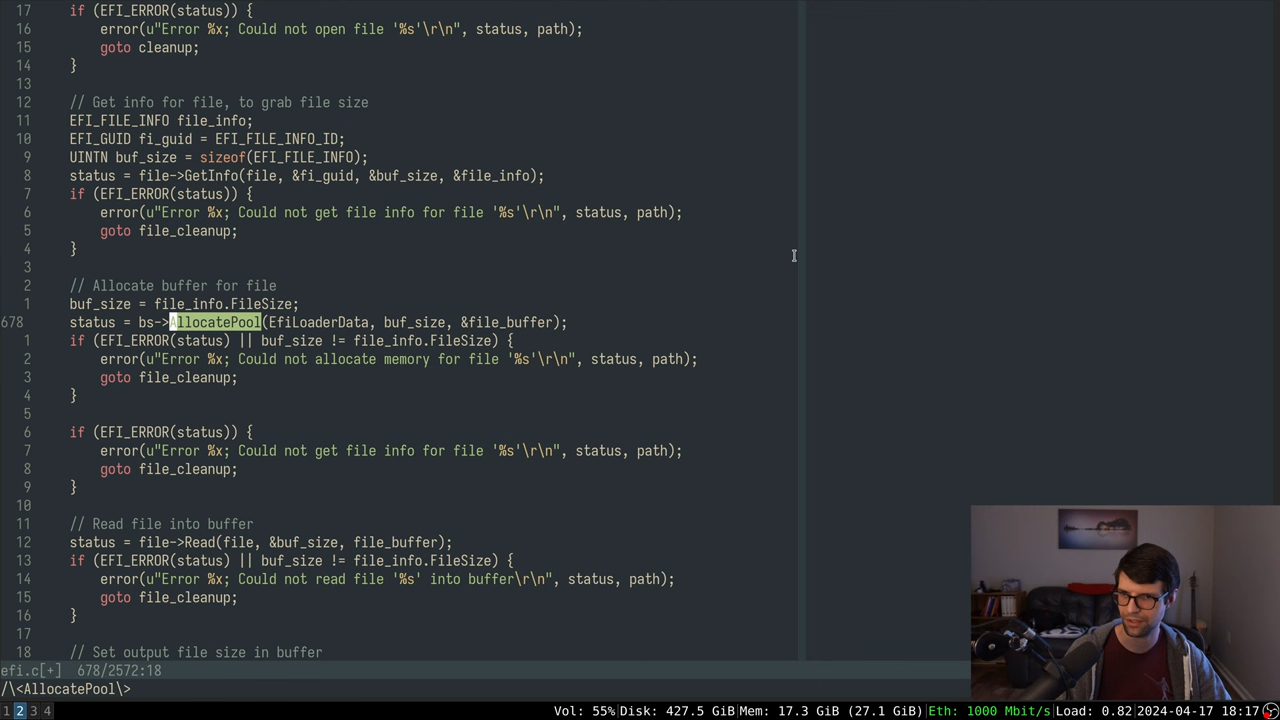 17 if (EFI_ERROR(status)) {
16 error(u"Error %x; Could not open file '%s'\r\n", status, path);
15 goto cleanup;
14 }
13
12 // Get info for file, to grab file size
11 EFI_FILE_INFO file_info;
10 EFI_GUID fi_guid = EFI_FILE_INFO_ID;
9 UINTN buf_size = sizeof(EFI_FILE_INFO);
8 status = file->GetInfo(file, &fi_guid, &buf_size, &file_info);
7 if (EFI_ERROR(status)) {
6 error(u"Error %x; Could not get file info for file '%s'\r\n", status, path);
5 goto file_cleanup;
4 }
3
2 // Allocate buffer for file
1 buf_size = file_info.FileSize;
678 status = bs->AllocatePool(EfiLoaderData, buf_size, &file_buffer);
1 if (EFI_ERROR(status) || buf_size != file_info.FileSize) {
2 error(u"Error %x; Could not allocate memory for file '%s'\r\n", status, path);
3 goto file_cleanup;
4 }
5
6 if (EFI_ERROR(status)) {
7 error(u"Error %x; Could not get file info for file '%s'\r\n", status, path);
8 goto file_cleanup;
9 }
10
11 // Read file into buffer
12 status = file->Read(file, &buf_size, file_buffer);
13 if (EFI_ERROR(status) || buf_size != file_info.FileSize) {
14 error(u"Error %x; Could not read file '%s' into buffer\r\n", status, path);
15 goto file_cleanup;
16 }
17
18 // Set output file size in buffer
efi.c[+] 678/2572:18
/\<AllocatePool\>
1 2 3 4 Vol: 55%|Disk: 427.5 GiB|Mem: 17.3 GiB (27.1 GiB)|Eth: 1000 Mbit/s|Load: 0.82|2024-04-17 18:17